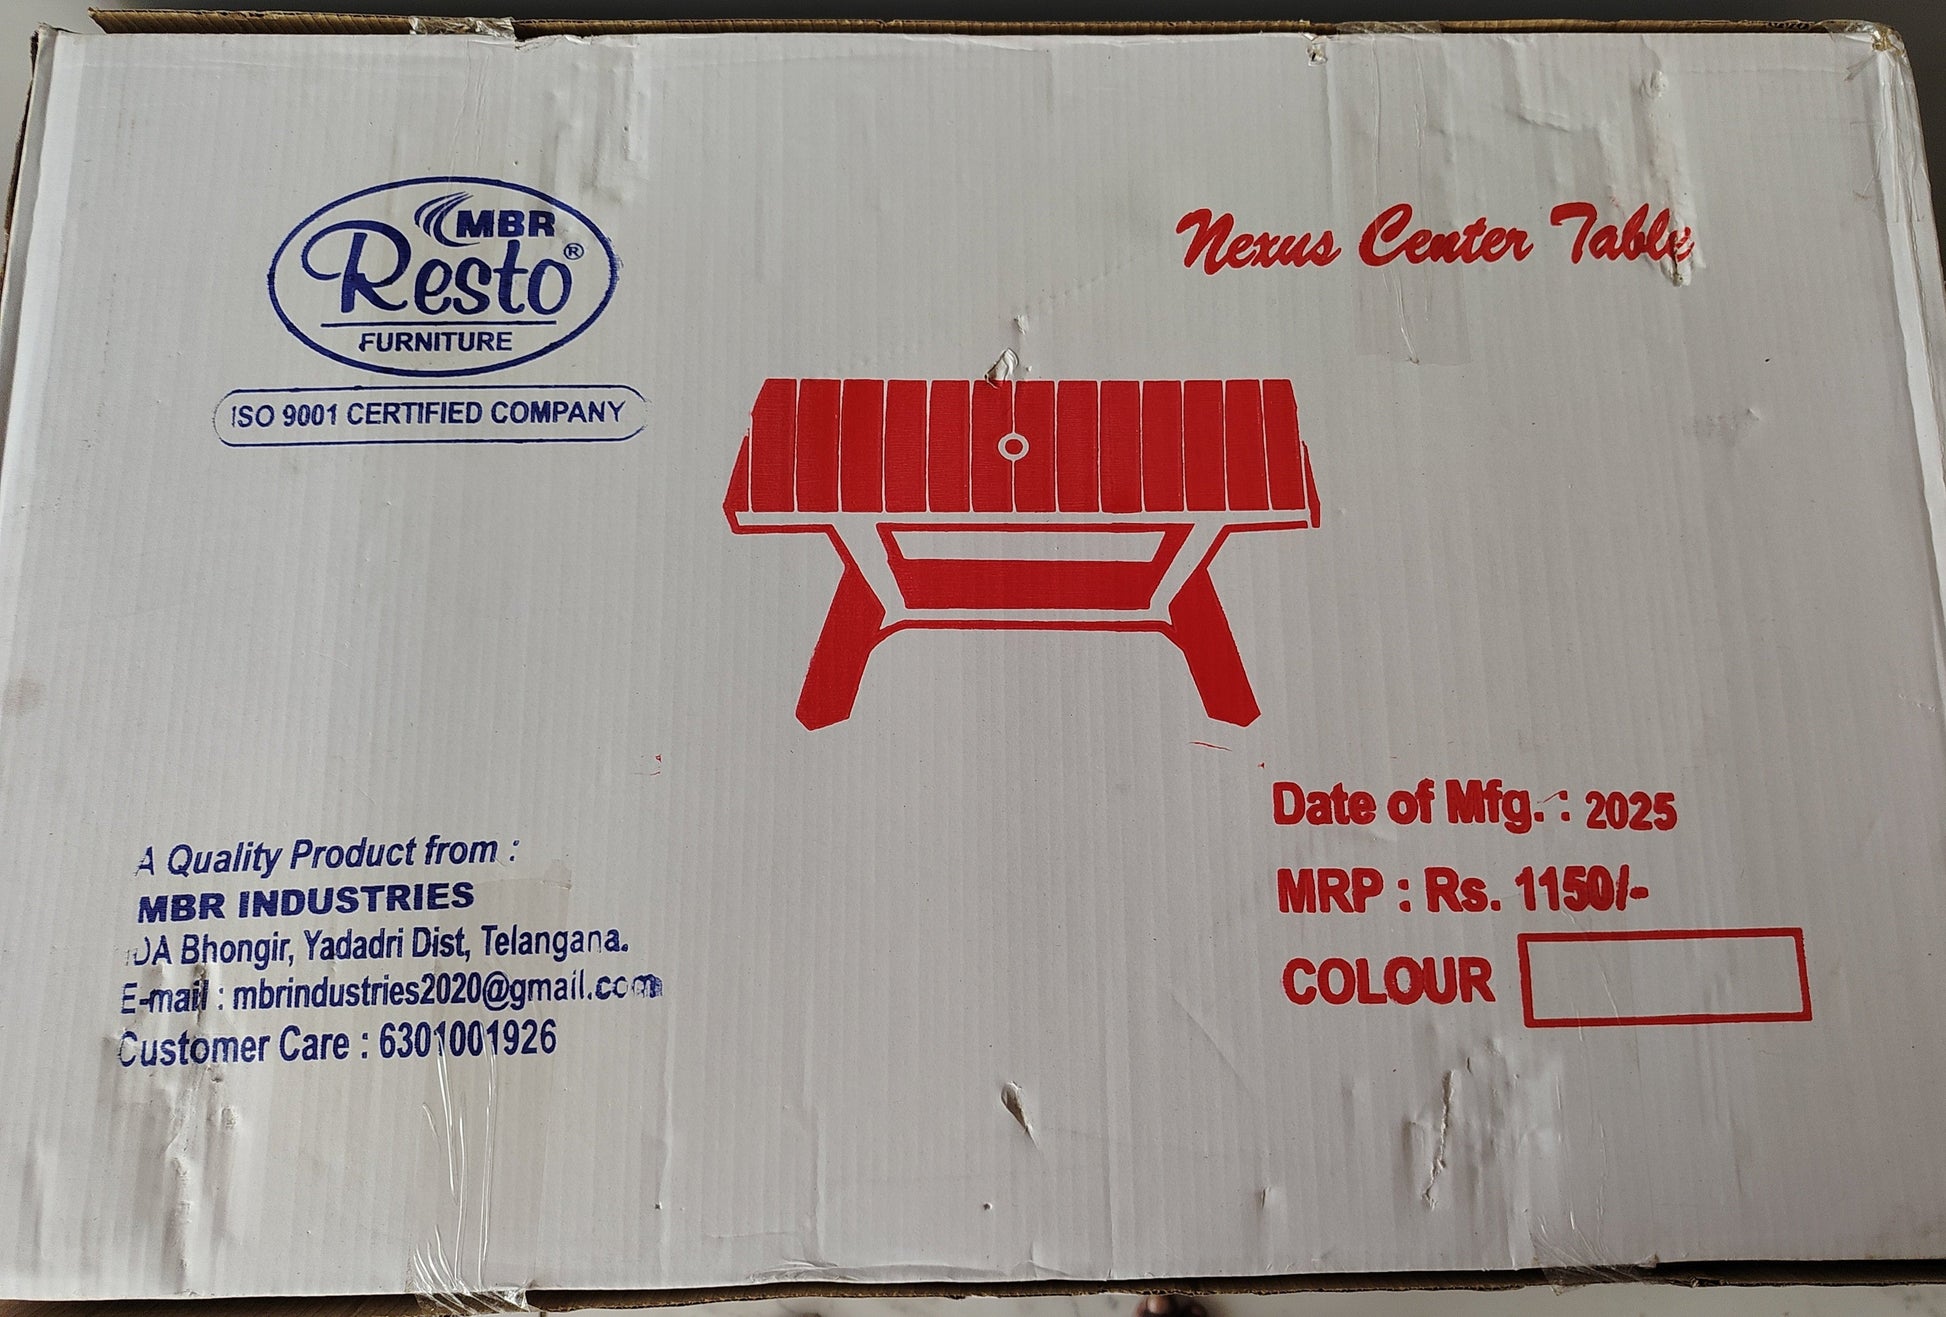 MBR
Resto®
FURNITURE
ISO 9001 CERTIFIED COMPANY
Nexus Center Table
Date of Mfg. : 2025
MRP : Rs. 1150/-
COLOUR
A Quality Product from :
MBR INDUSTRIES
IDA Bhongir, Yadadri Dist, Telangana.
E-mail : mbrindustries2020@gmail.com
Customer Care : 6301001926